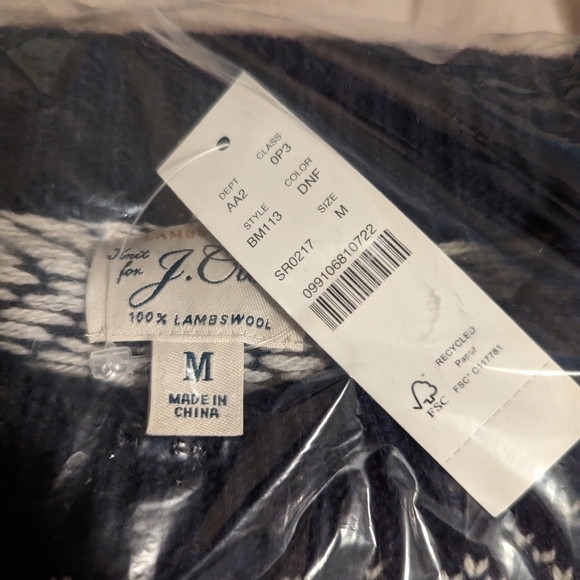 DEPT CLASS
AA2 0P3
STYLE COLOR
BM113 DNF
SIZE
SR0217 M
099106810722
RECYCLED
Paper
FSC® C117781
FSC
LAMBS
Knit
for J.Cr
100% LAMBSWOOL
M
MADE IN
CHINA